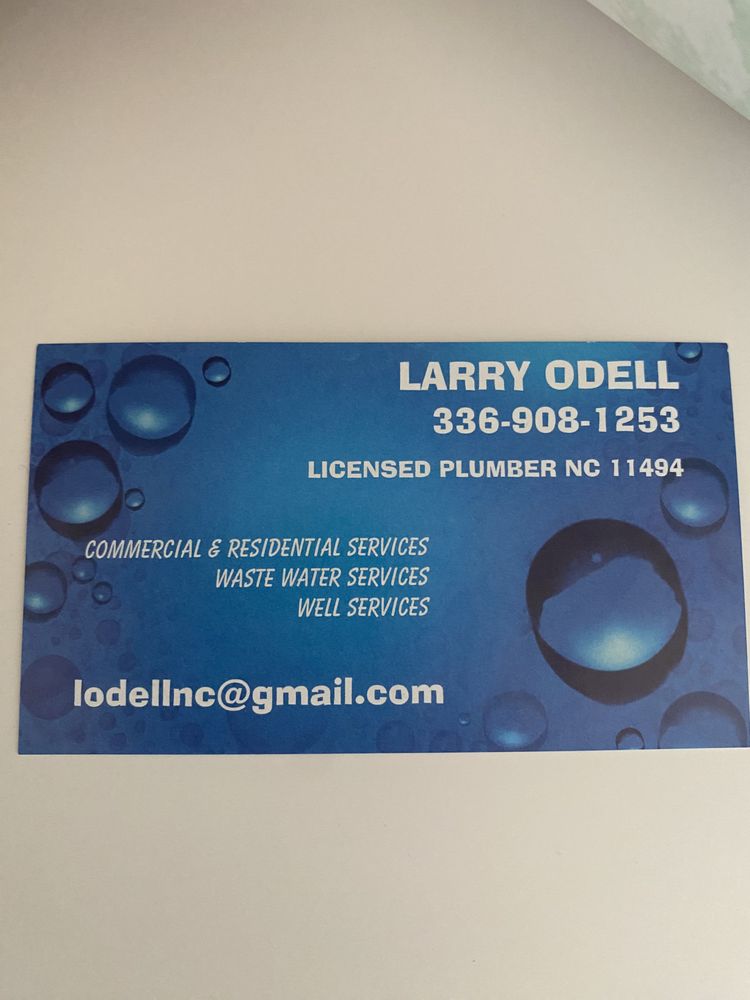 LARRY ODELL
336-908-1253
LICENSED PLUMBER NC 11494
COMMERCIAL & RESIDENTIAL SERVICES
WASTE WATER SERVICES
WELL SERVICES
lodellnc@gmail.com